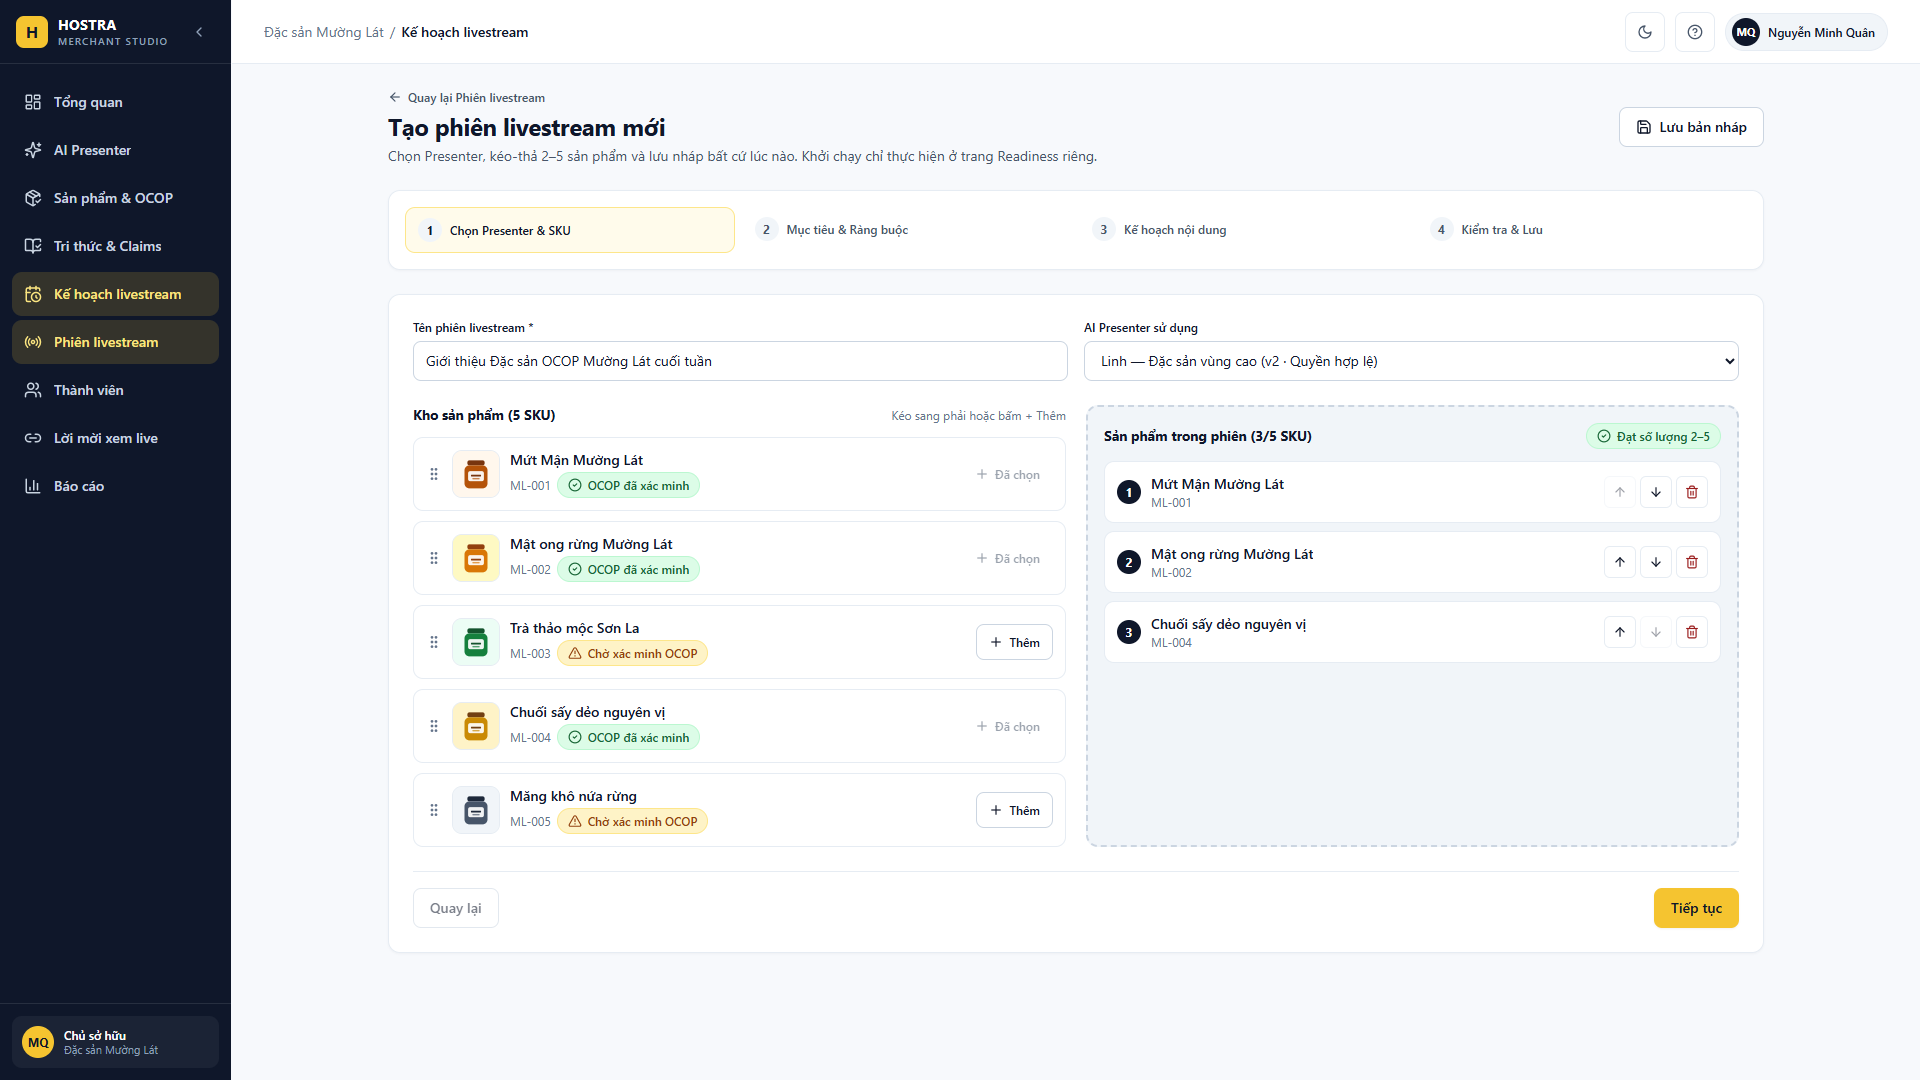 H
HOSTRA
MERCHANT STUDIO
Tổng quan
AI Presenter
Sản phẩm & OCOP
Tri thức & Claims
Kế hoạch livestream
Phiên livestream
Thành viên
Lời mời xem live
Báo cáo
MQ
Chủ sở hữu
Đặc sản Mường Lát
Đặc sản Mường Lát / Kế hoạch livestream
MQ Nguyễn Minh Quân
Quay lại Phiên livestream
Tạo phiên livestream mới
Chọn Presenter, kéo-thả 2–5 sản phẩm và lưu nháp bất cứ lúc nào. Khởi chạy chỉ thực hiện ở trang Readiness riêng.
Lưu bản nháp
1 Chọn Presenter & SKU
2 Mục tiêu & Ràng buộc
3 Kế hoạch nội dung
4 Kiểm tra & Lưu
Tên phiên livestream *
Giới thiệu Đặc sản OCOP Mường Lát cuối tuần
AI Presenter sử dụng
Linh — Đặc sản vùng cao (v2 · Quyền hợp lệ)
Kho sản phẩm (5 SKU)
Kéo sang phải hoặc bấm + Thêm
Mứt Mận Mường Lát
ML-001 OCOP đã xác minh
+ Đã chọn
Mật ong rừng Mường Lát
ML-002 OCOP đã xác minh
+ Đã chọn
Trà thảo mộc Sơn La
ML-003 Chờ xác minh OCOP
+ Thêm
Chuối sấy dẻo nguyên vị
ML-004 OCOP đã xác minh
+ Đã chọn
Măng khô nứa rừng
ML-005 Chờ xác minh OCOP
+ Thêm
Sản phẩm trong phiên (3/5 SKU)
Đạt số lượng 2–5
1 Mứt Mận Mường Lát
ML-001
2 Mật ong rừng Mường Lát
ML-002
3 Chuối sấy dẻo nguyên vị
ML-004
Quay lại
Tiếp tục